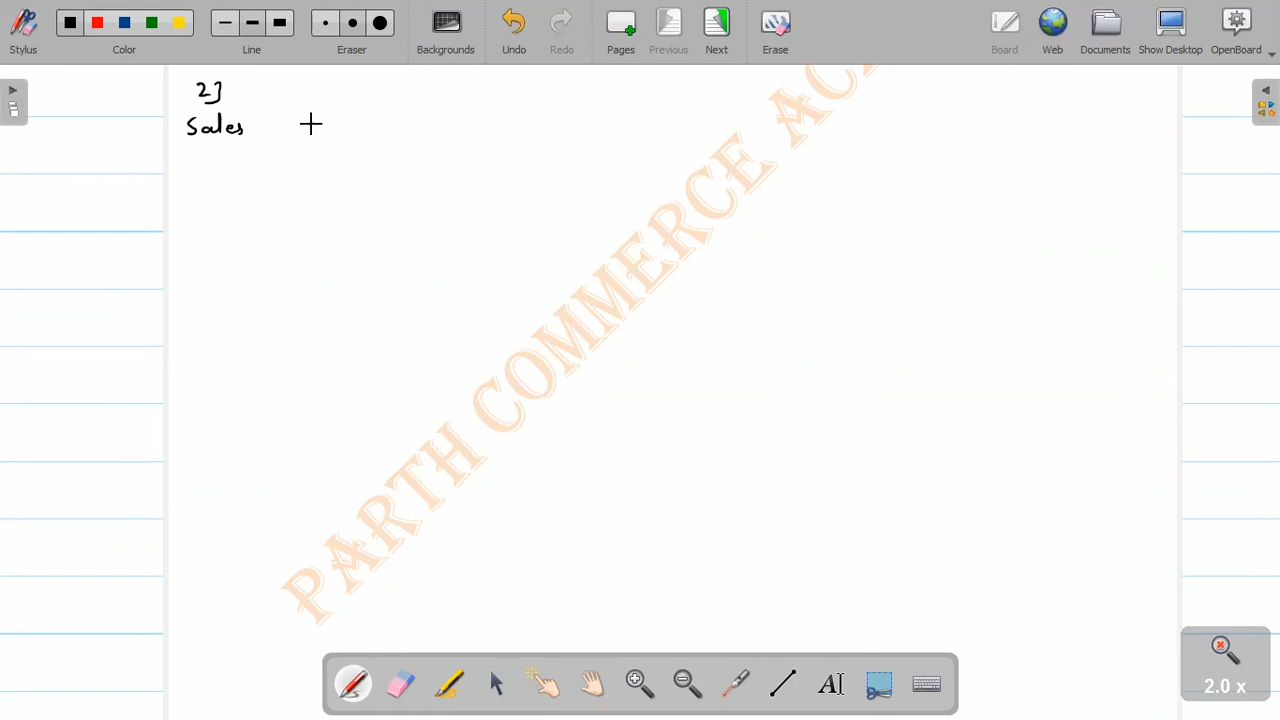 Stylus
Color
Line
Eraser
Backgrounds
Undo
Redo
Pages
Previous
Next
Erase
Board
Web
Documents
Show Desktop
OpenBoard
2]
Sales
PARTH COMMERCE AC
2.0 x